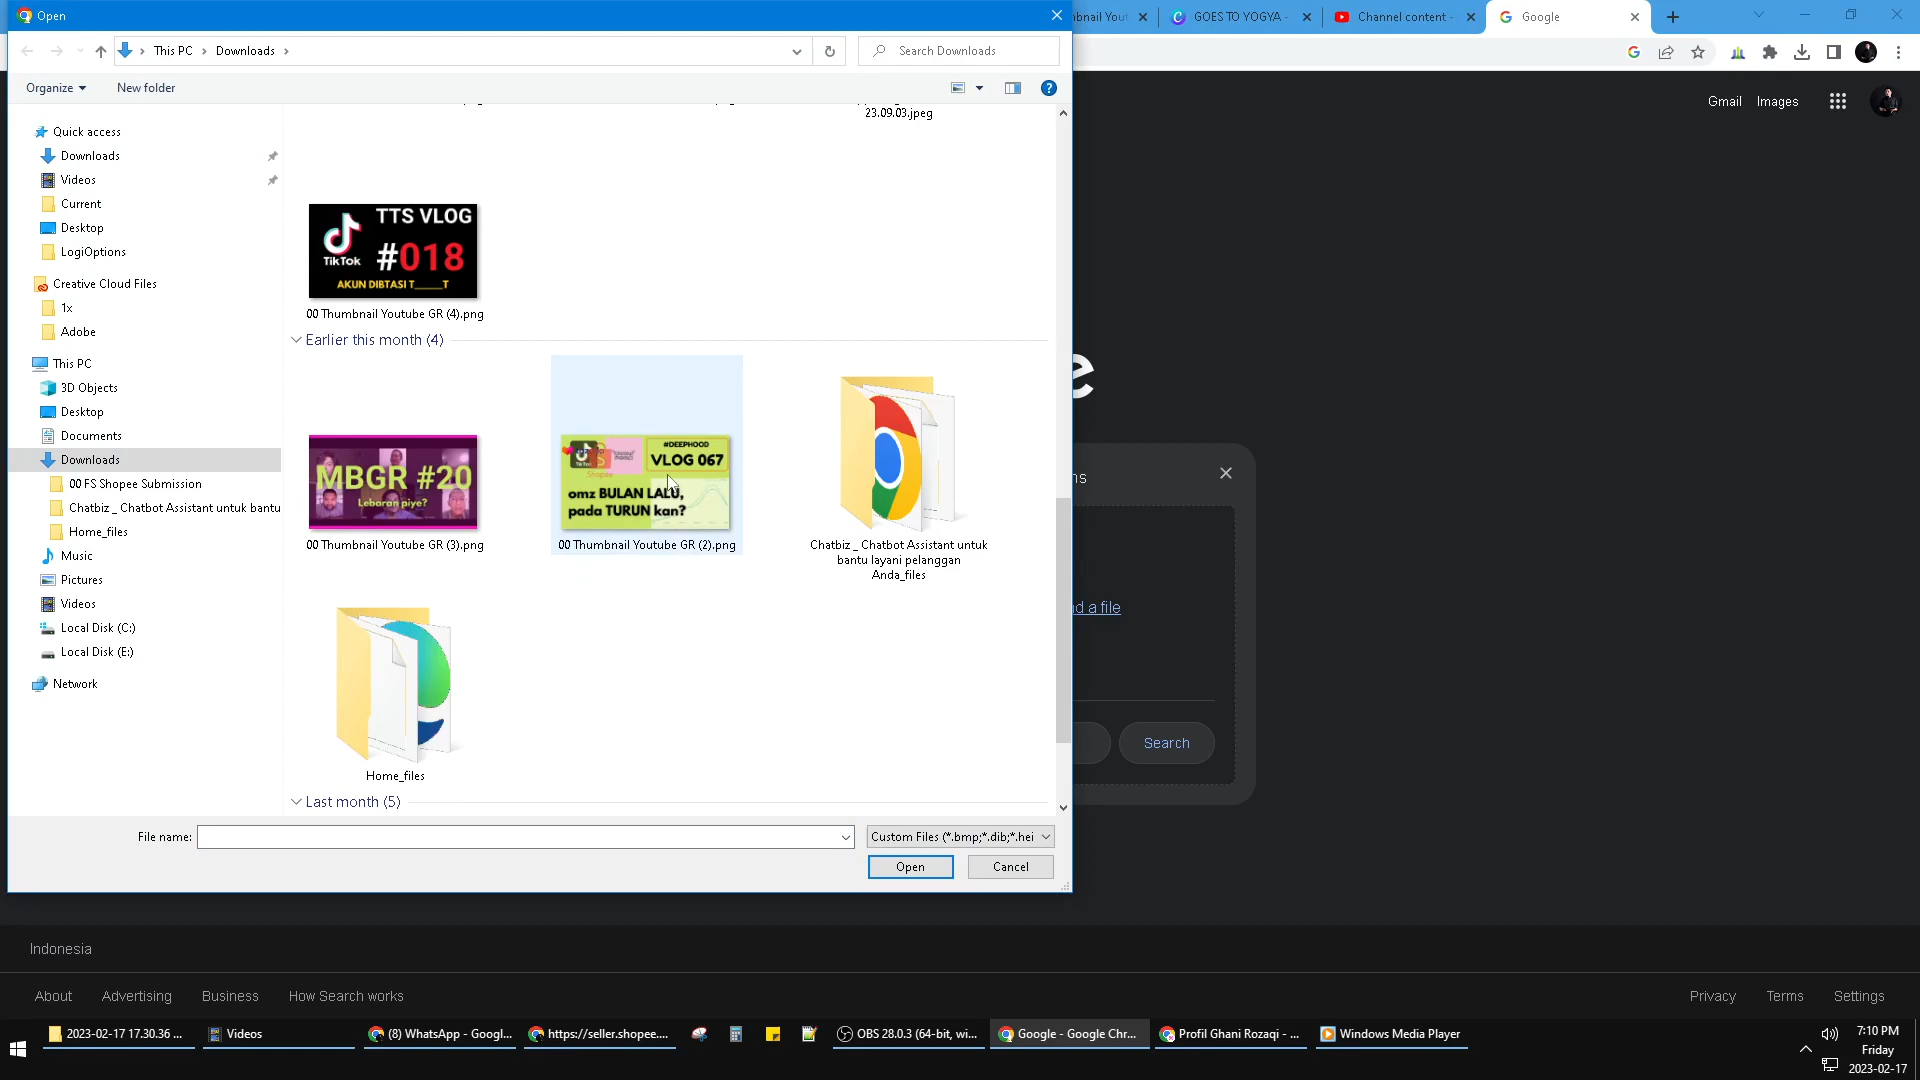 Open
mbnail Yout
GOES TO YOGYA -
Channel content -
Google
This PC
Downloads
Search Downloads
Organize
New folder
Gmail
Images
Quick access
Downloads
Videos
Current
Desktop
LogiOptions
Creative Cloud Files
1x
Adobe
This PC
3D Objects
Desktop
Documents
Downloads
00 FS Shopee Submission
Chatbiz _ Chatbot Assistant untuk bantu
Home_files
Music
Pictures
Videos
Local Disk (C:)
Local Disk (E:)
Network
23.09.03.jpeg
TTS VLOG
TikTok
#018
AKUN DIBTASI T_____T
00 Thumbnail Youtube GR (4).png
Earlier this month (4)
MBGR #20
Lebaran piye?
00 Thumbnail Youtube GR (3).png
#DEEPHOOD
VLOG 067
omz BULAN LALU,
pada TURUN kan?
00 Thumbnail Youtube GR (2).png
Chatbiz _ Chatbot Assistant untuk
bantu layani pelanggan
Anda_files
Home_files
Last month (5)
File name:
Custom Files (*.bmp;*.dib;*.hei
Open
Cancel
e
ns
d a file
Search
Indonesia
About
Advertising
Business
How Search works
Privacy
Terms
Settings
2023-02-17 17.30.36 ...
Videos
(8) WhatsApp - Googl...
https://seller.shopee....
OBS 28.0.3 (64-bit, wi...
Google - Google Chr...
Profil Ghani Rozaqi - ...
Windows Media Player
7:10 PM
Friday
2023-02-17